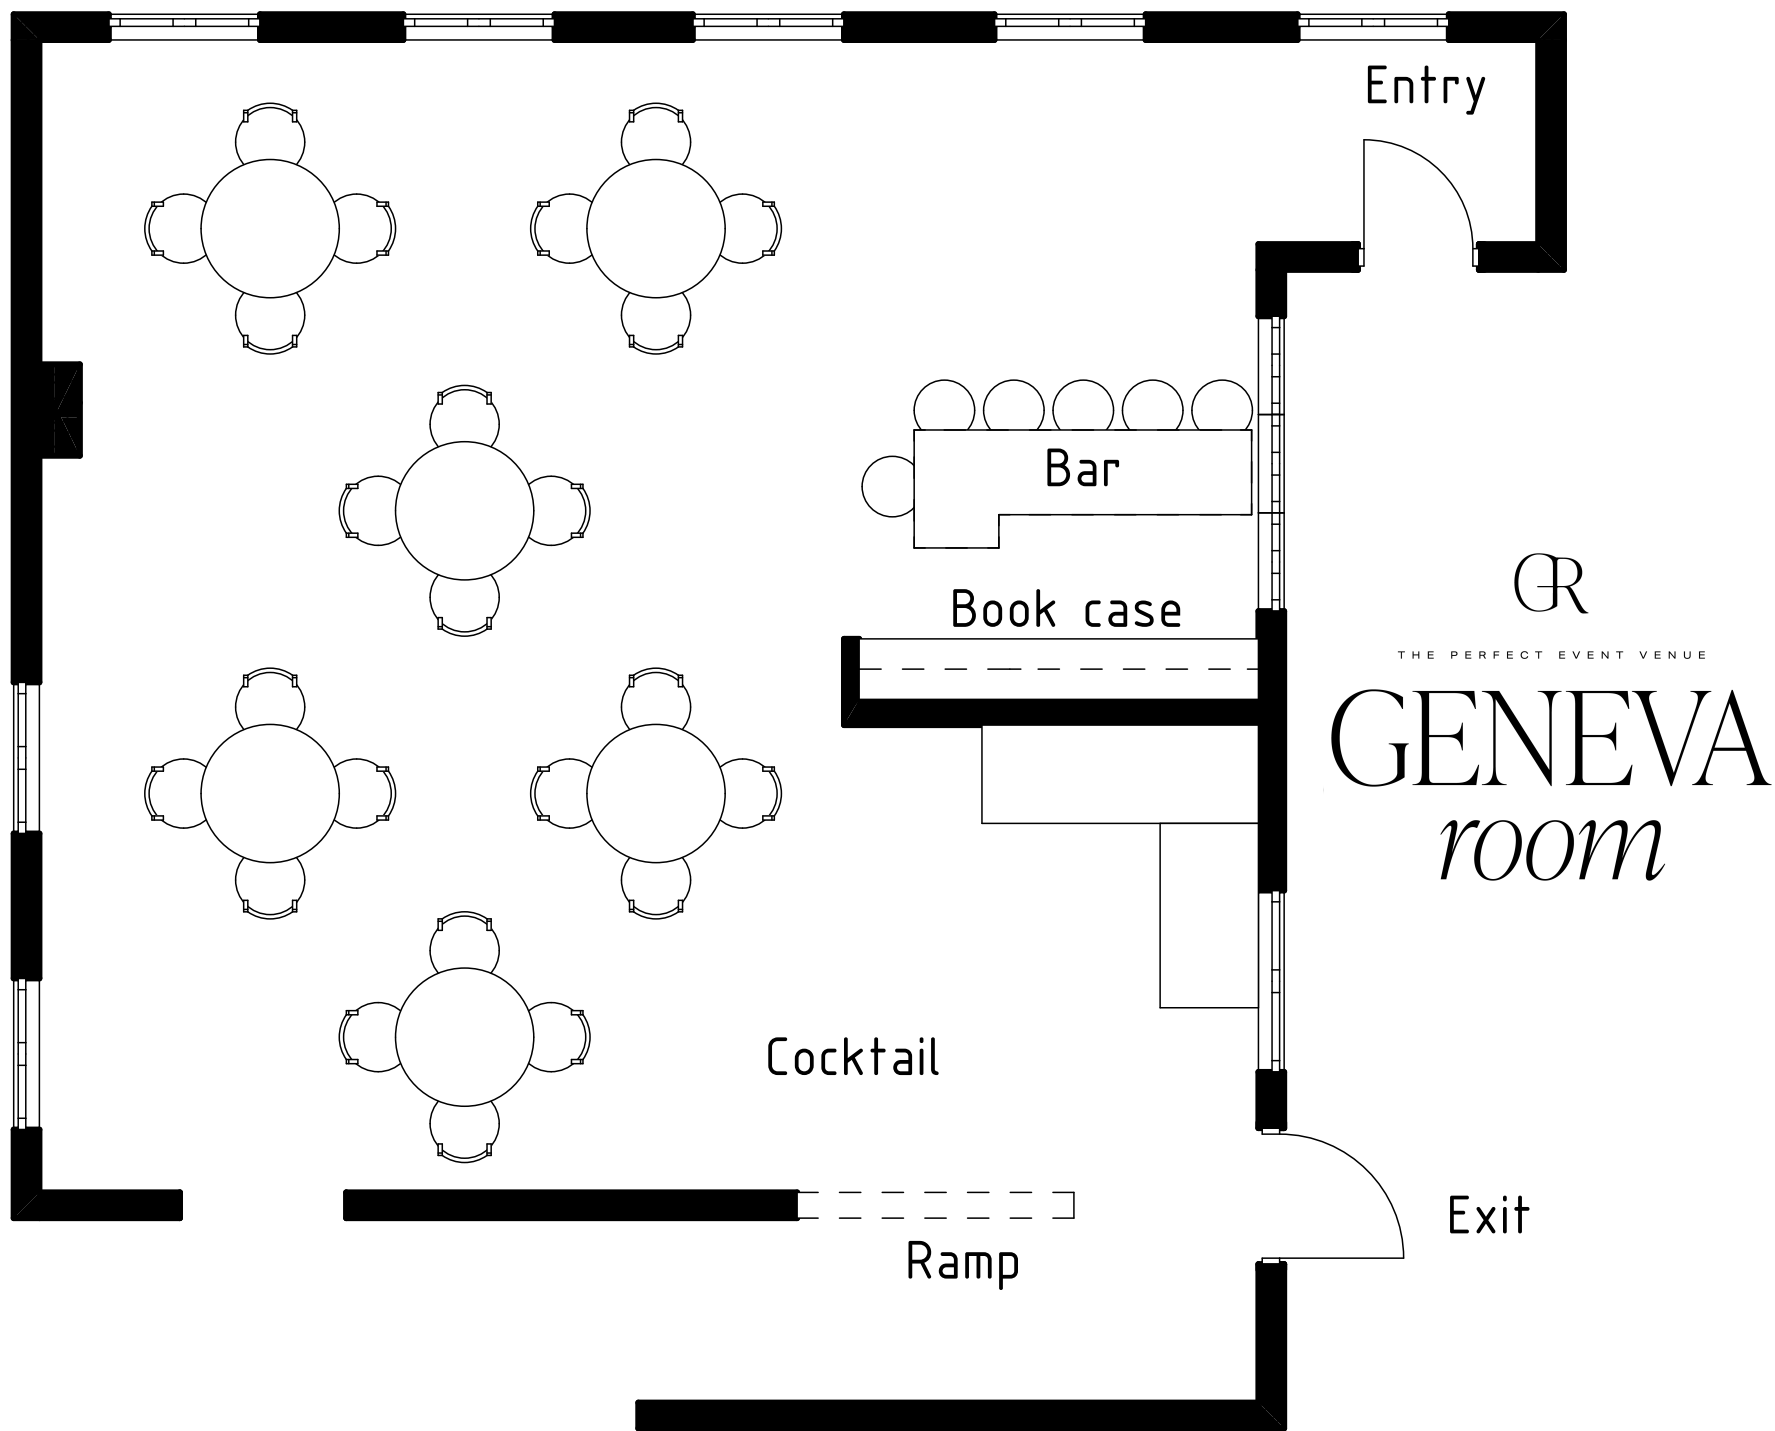 Entry
Bar
Book case
GR
THE PERFECT EVENT VENUE
GENEVA
room
Cocktail
Exit
Ramp